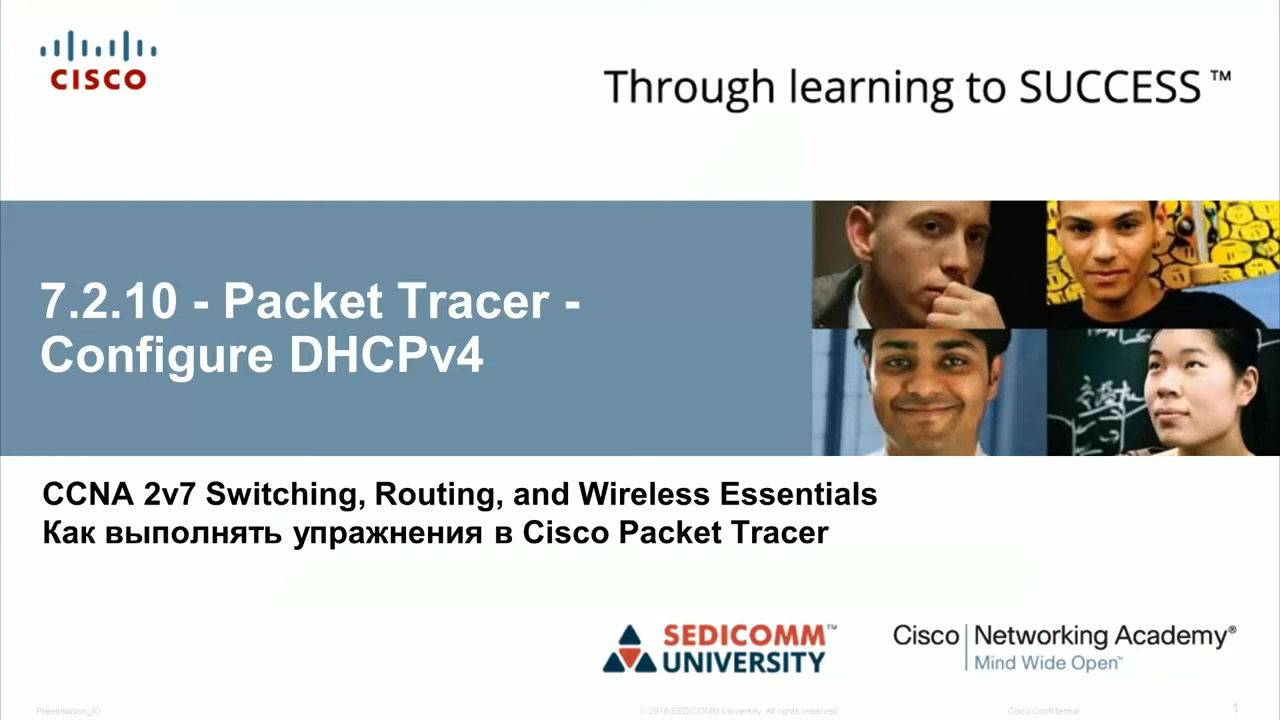 CISCO
Through learning to SUCCESS™
7.2.10 - Packet Tracer -
Configure DHCPv4
CCNA 2v7 Switching, Routing, and Wireless Essentials
Как выполнять упражнения в Cisco Packet Tracer
SEDICOMM™
UNIVERSITY
Cisco Networking Academy®
Mind Wide Open™
Presentation_ID
© 2018 SEDICOMM University. All rights reserved
Cisco Confidential
1